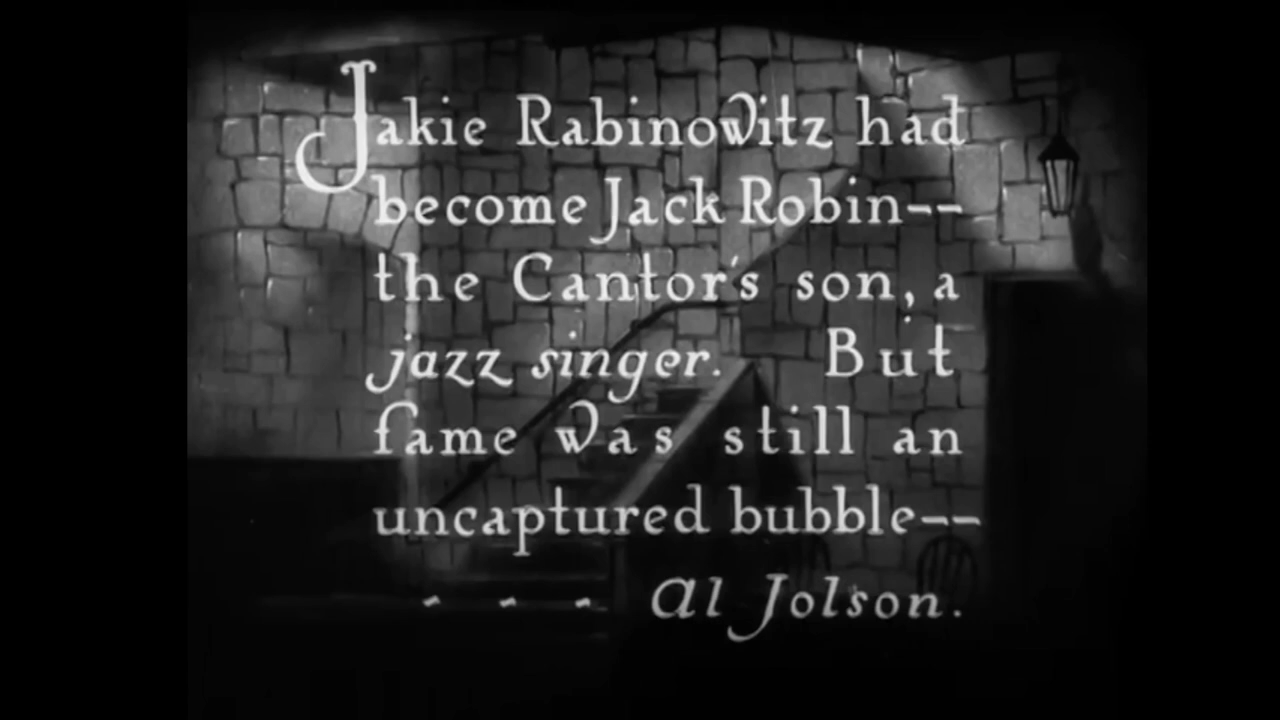 Jakie Rabinowitz had
become Jack Robin--
the Cantor's son, a
jazz singer. But
fame was still an
uncaptured bubble--
- - - Al Jolson.